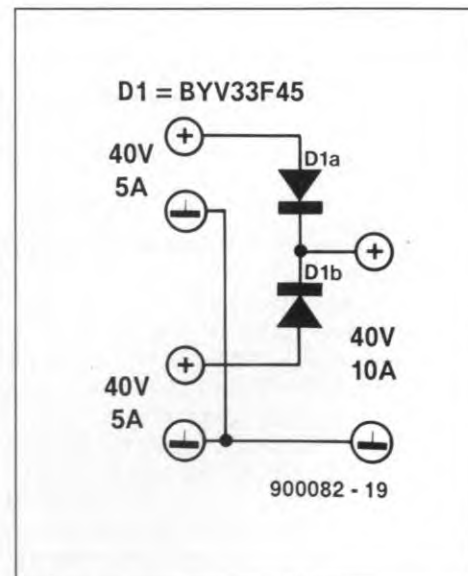 D1 = BYV33F45
+
40V
5A
D1a
+
D1b
+
40V
10A
40V
5A
900082 - 19